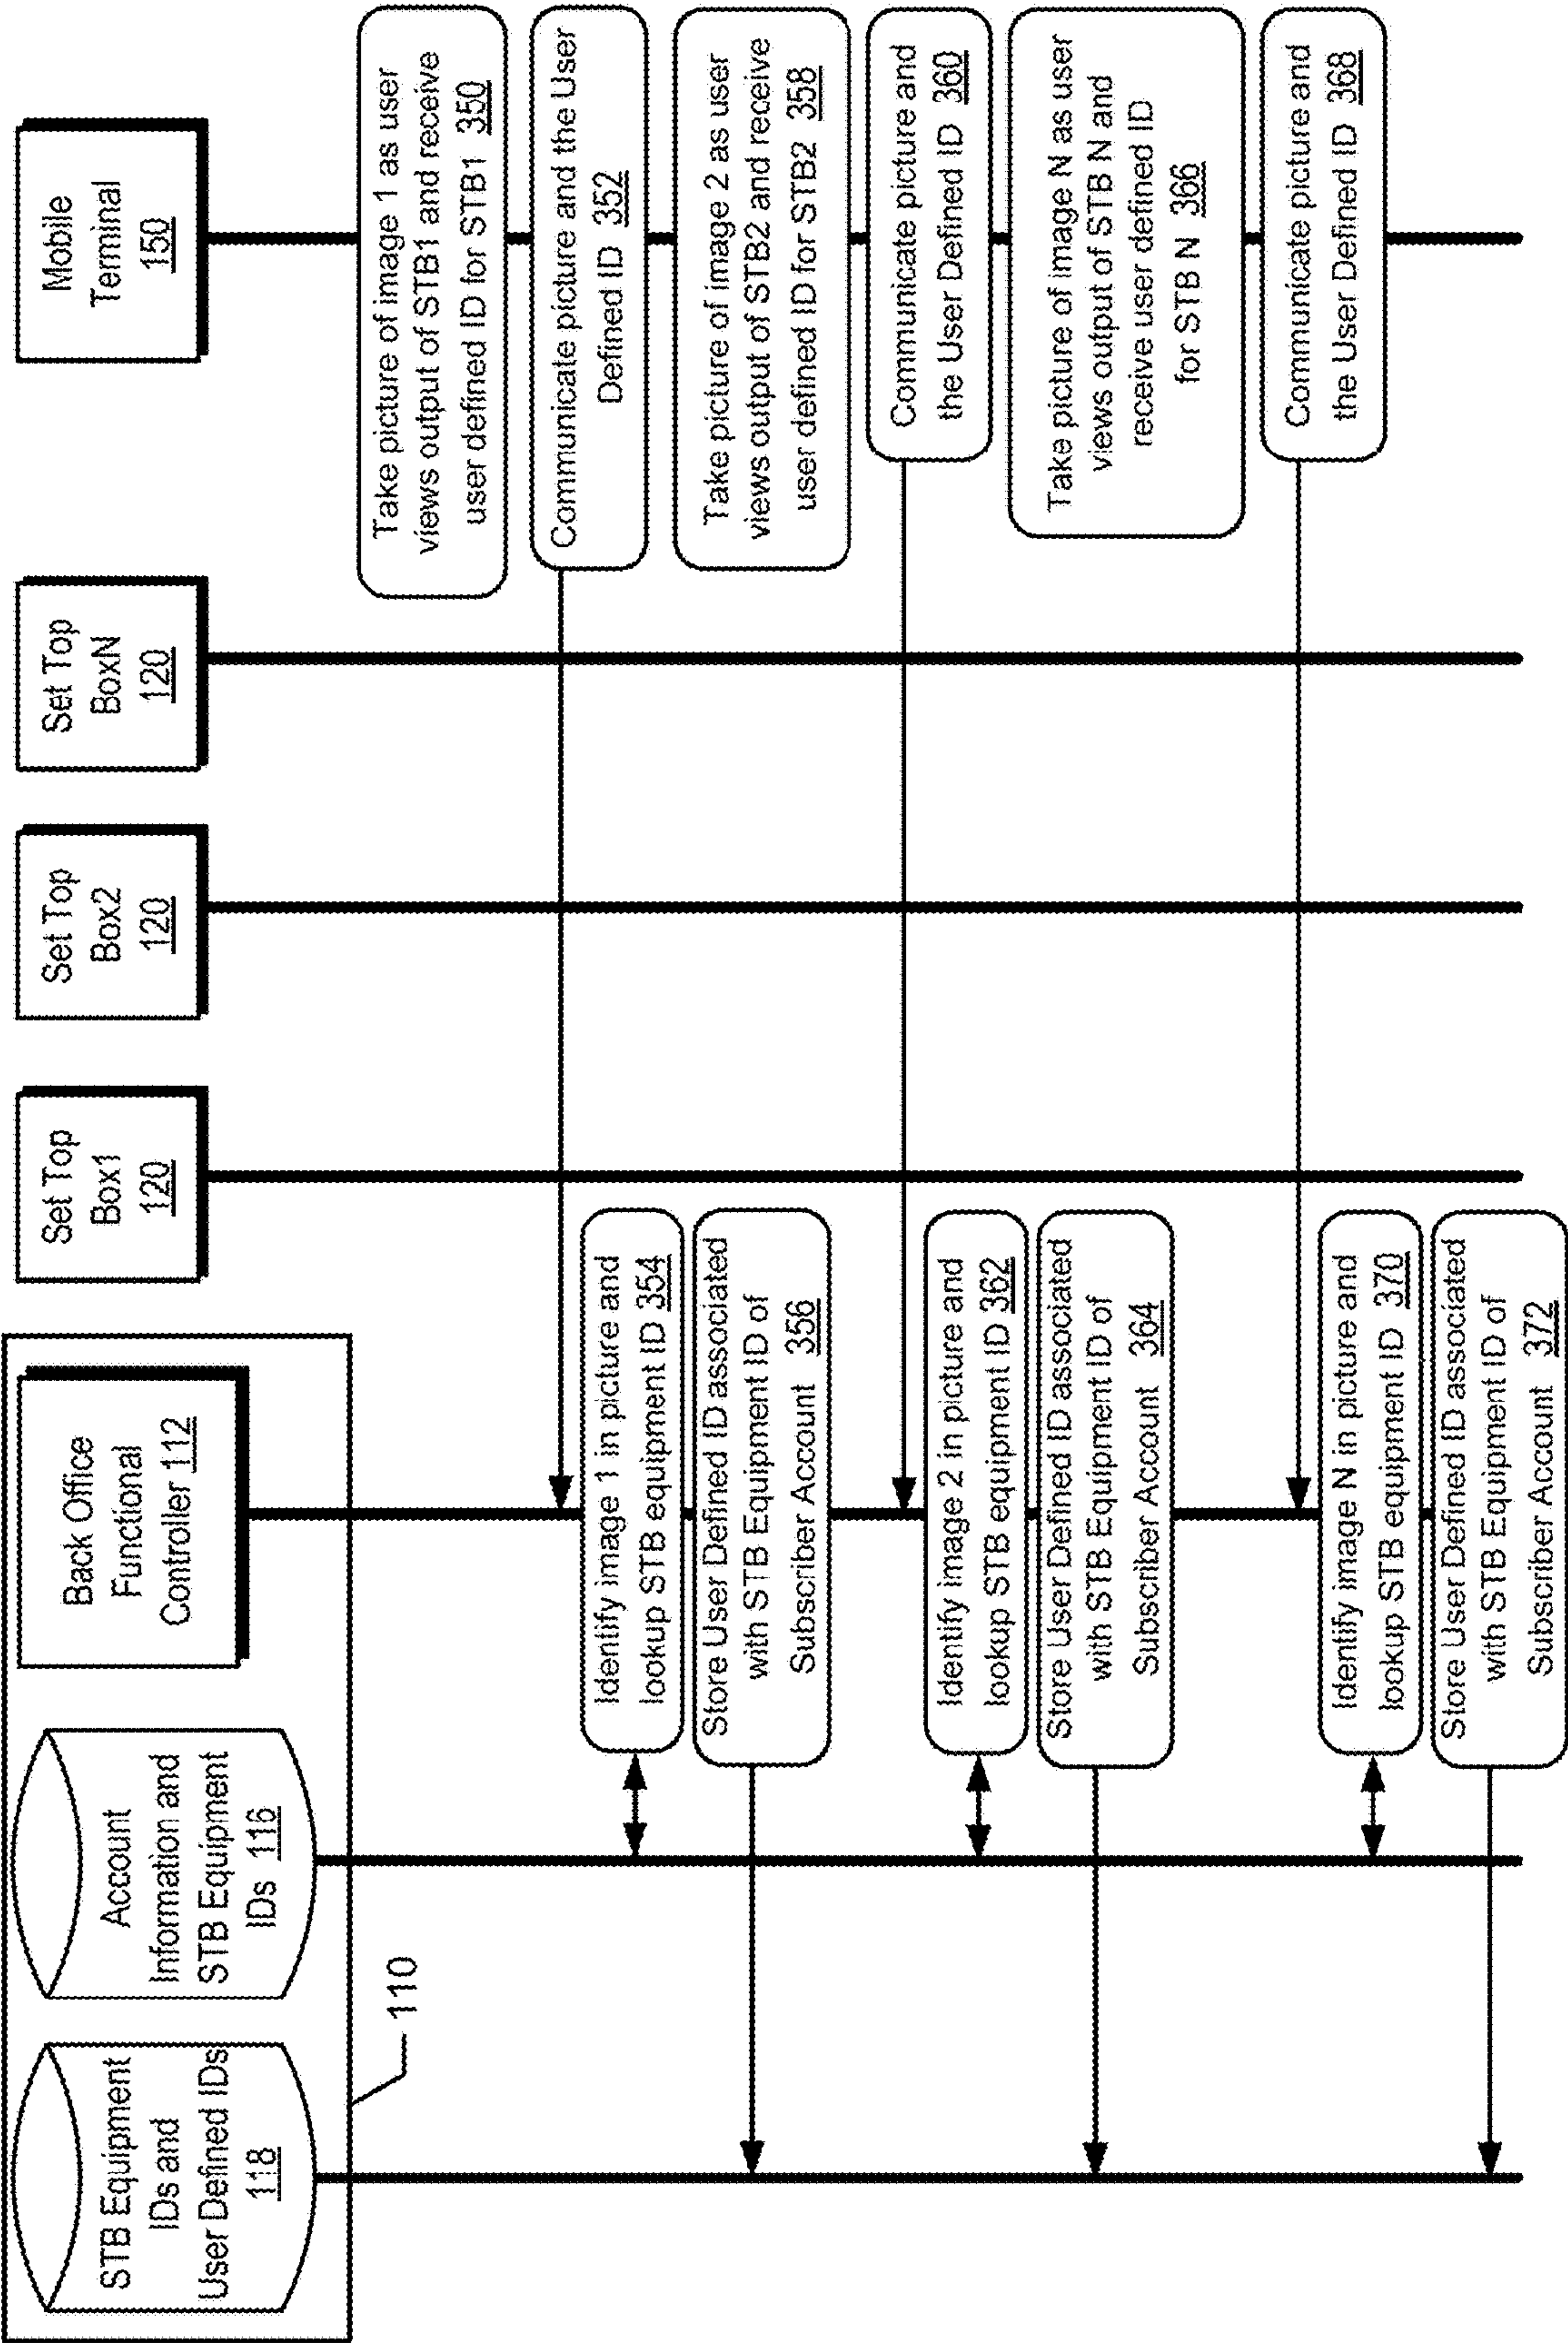 STB Equipment
IDs and
User Defined IDs
118
Account
Information and
STB Equipment
IDs 116
Back Office
Functional
Controller 112
Set Top
Box1
120
Set Top
Box2
120
Set Top
BoxN
120
Mobile
Terminal
150
110
Take picture of image 1 as user
views output of STB1 and receive
user defined ID for STB1 350
Communicate picture and the User
Defined ID 352
Identify image 1 in picture and
lookup STB equipment ID 354
Store User Defined ID associated
with STB Equipment ID of
Subscriber Account 356
Take picture of image 2 as user
views output of STB2 and receive
user defined ID for STB2 358
Communicate picture and
the User Defined ID 360
Identify image 2 in picture and
lookup STB equipment ID 362
Store User Defined ID associated
with STB Equipment ID of
Subscriber Account 364
Take picture of image N as user
views output of STB N and
receive user defined ID
for STB N 366
Communicate picture and
the User Defined ID 368
Identify image N in picture and
lookup STB equipment ID 370
Store User Defined ID associated
with STB Equipment ID of
Subscriber Account 372